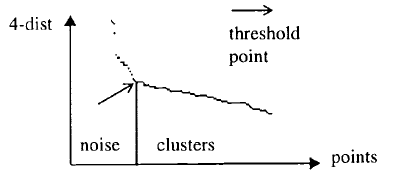 4-dist
threshold
point
noise
clusters
points